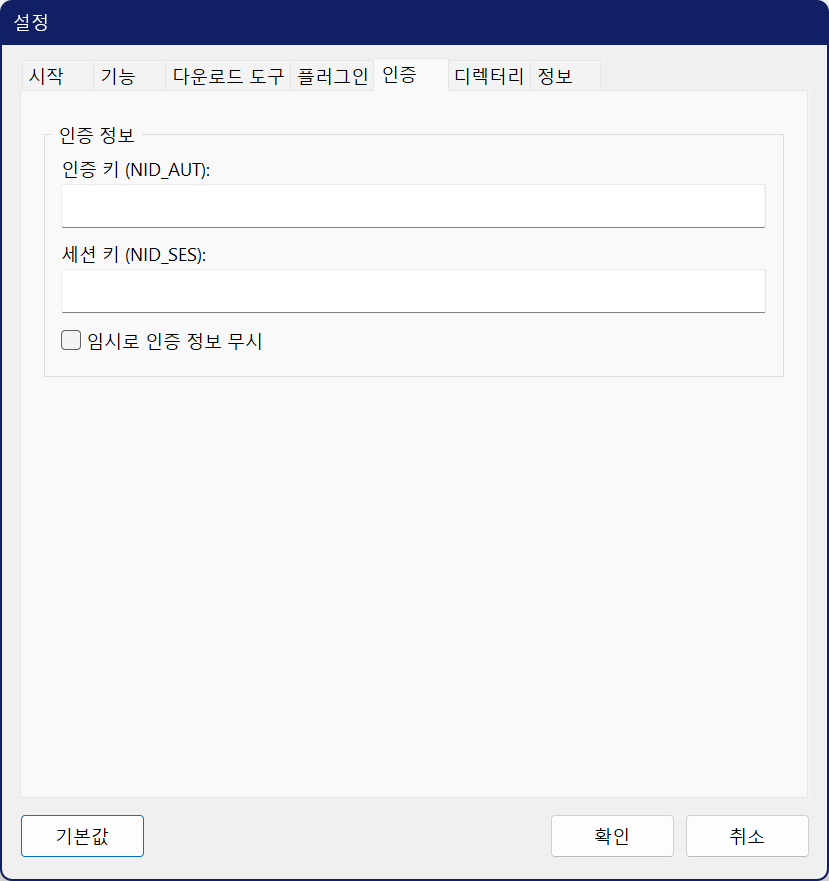 설정
시작 기능 다운로드 도구 플러그인 인증 디렉터리 정보
인증 정보
인증 키 (NID_AUT):
세션 키 (NID_SES):
임시로 인증 정보 무시
기본값 확인 취소